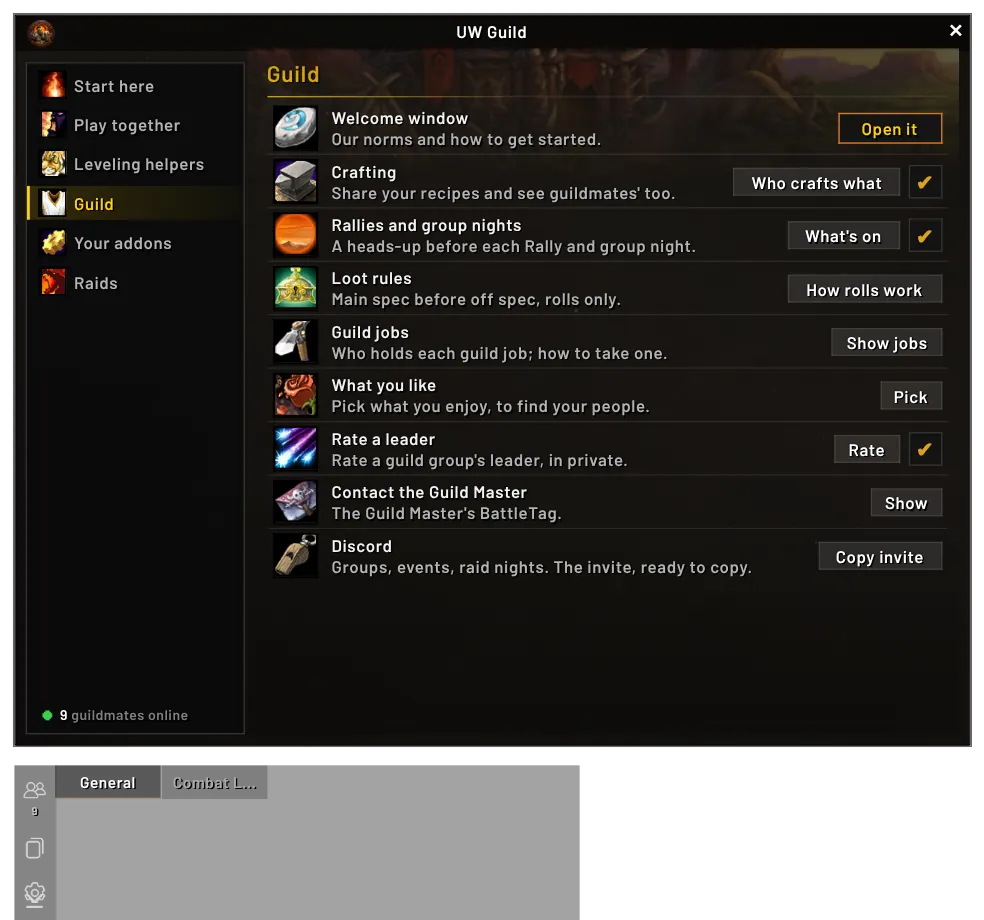 UW Guild
Start here
Play together
Leveling helpers
Guild
Your addons
Raids
9 guildmates online
Guild
Welcome window
Our norms and how to get started.
Open it
Crafting
Share your recipes and see guildmates' too.
Who crafts what
Rallies and group nights
A heads-up before each Rally and group night.
What's on
Loot rules
Main spec before off spec, rolls only.
How rolls work
Guild jobs
Who holds each guild job; how to take one.
Show jobs
What you like
Pick what you enjoy, to find your people.
Pick
Rate a leader
Rate a guild group's leader, in private.
Rate
Contact the Guild Master
The Guild Master's BattleTag.
Show
Discord
Groups, events, raid nights. The invite, ready to copy.
Copy invite
General
Combat L...
9